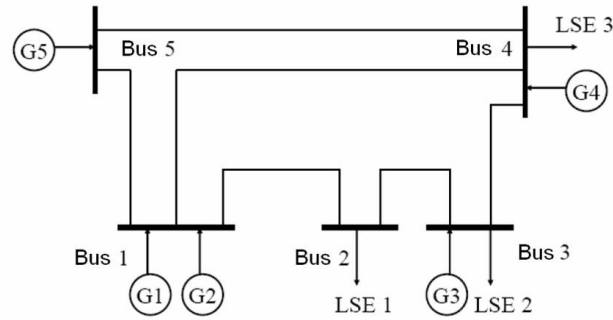 LSE 3
G5
Bus 5
Bus 4
G4
Bus 1
Bus 2
Bus 3
G1
G2
LSE 1
G3
LSE 2